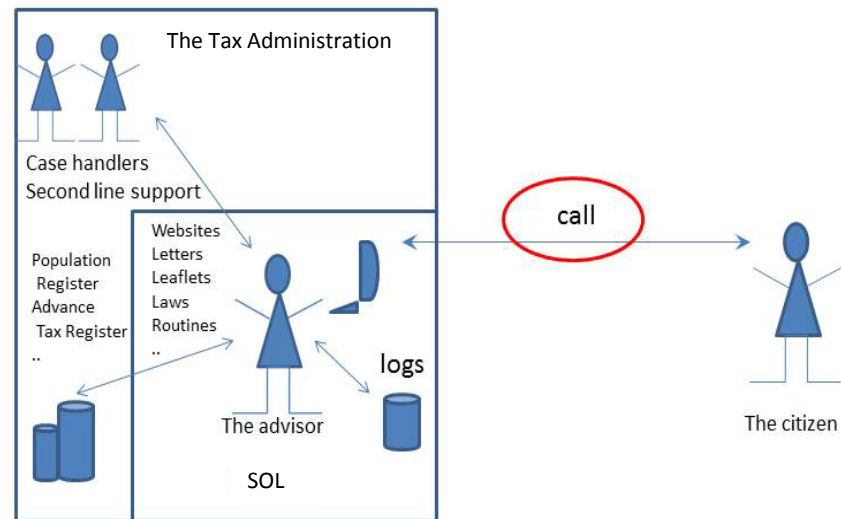 The Tax Administration
Case handlers
Second line support
call
Websites
Letters
Leaflets
Laws
Routines
..
Population
Register
Advance
Tax Register
..
logs
The advisor
The citizen
SOL